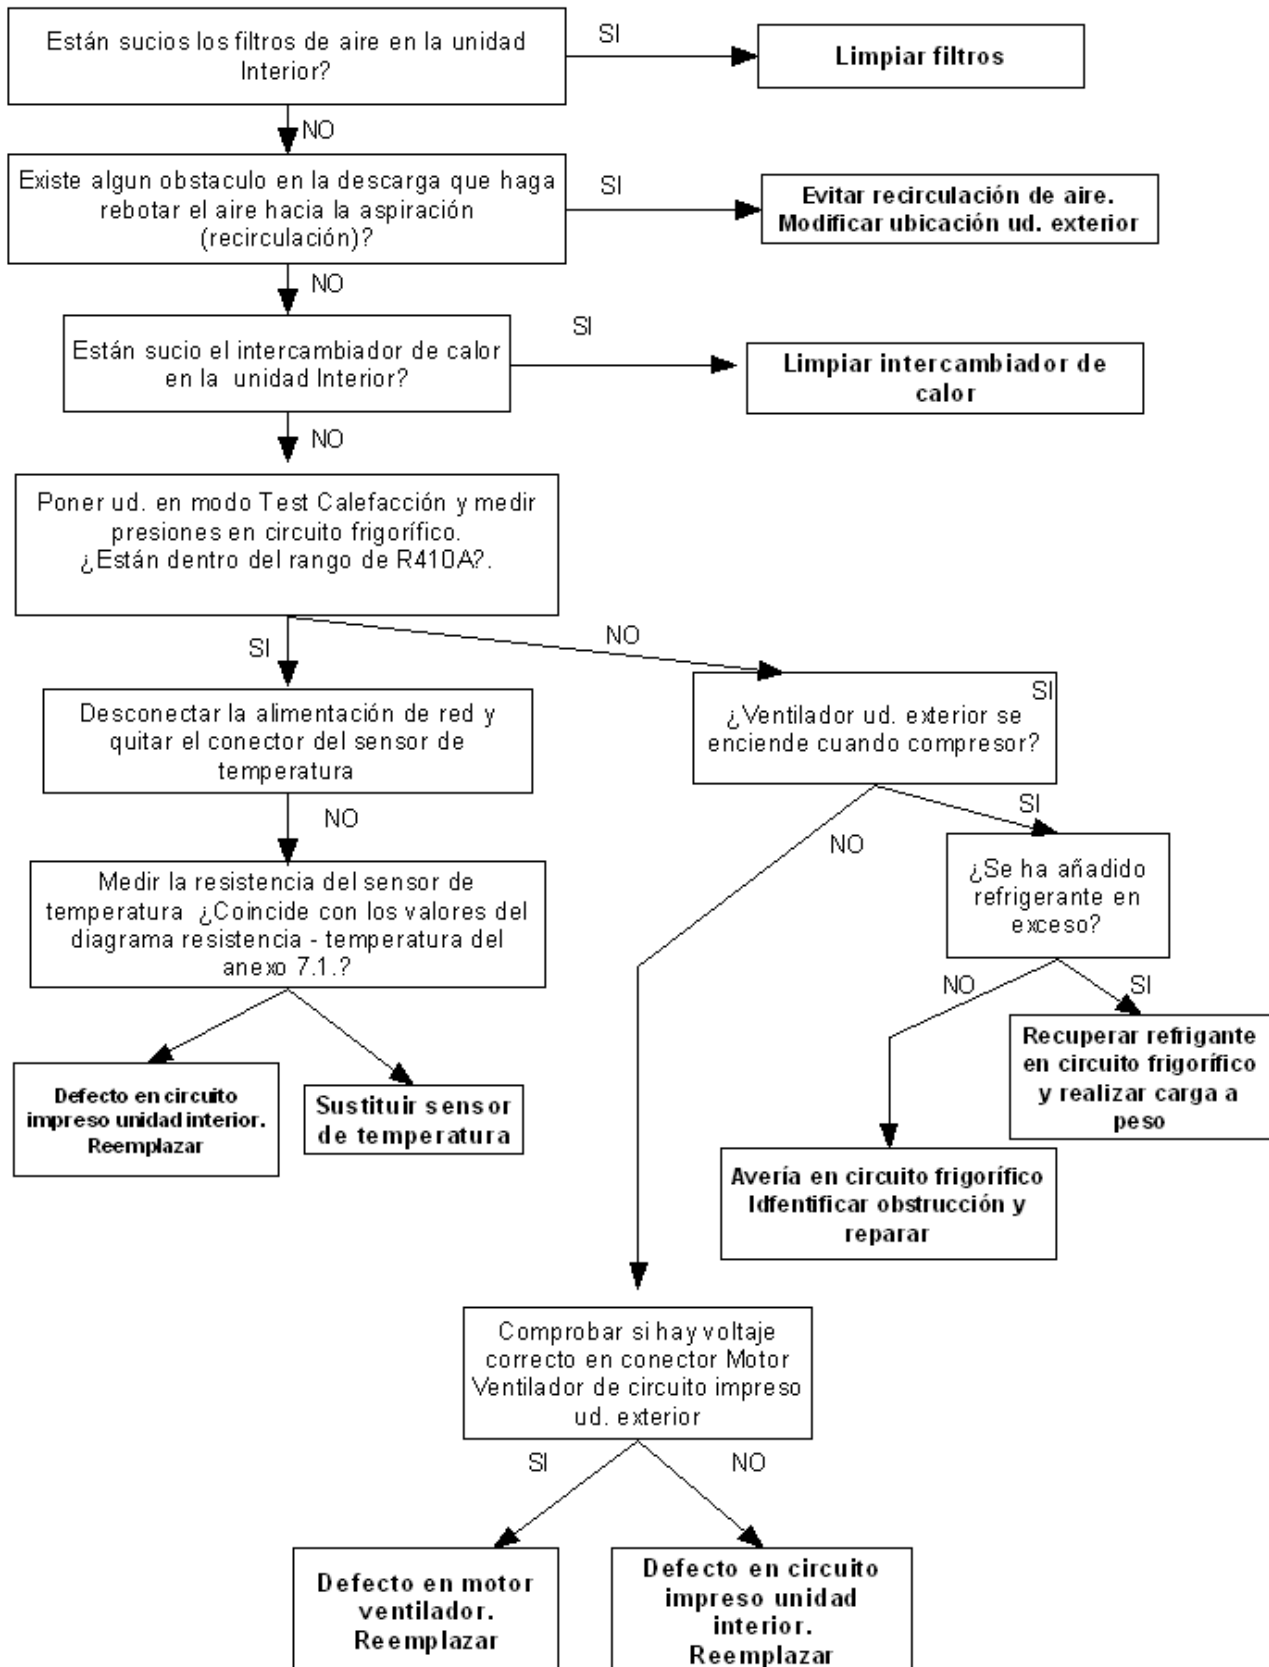 Están sucios los filtros de aire en la unidad
Interior?
SI
Limpiar filtros
NO
Existe algun obstaculo en la descarga que haga
rebotar el aire hacia la aspiración
(recirculación)?
SI
Evitar recirculación de aire.
Modificar ubicación ud. exterior
NO
Están sucio el intercambiador de calor
en la unidad Interior?
SI
Limpiar intercambiador de
calor
NO
Poner ud. en modo Test Calefacción y medir
presiones en circuito frigorífico.
¿Están dentro del rango de R410A?.
SI
NO
Desconectar la alimentación de red y
quitar el conector del sensor de
temperatura
SI
¿Ventilador ud. exterior se
enciende cuando compresor?
NO
NO
SI
Medir la resistencia del sensor de
temperatura ¿Coincide con los valores del
diagrama resistencia - temperatura del
anexo 7.1.?
¿Se ha añadido
refrigerante en
exceso?
NO
SI
Defecto en circuito
impreso unidad interior.
Reemplazar
Sustituir sensor
de temperatura
Recuperar refrigante
en circuito frigorífico
y realizar carga a
peso
Avería en circuito frigorífico
Idfentificar obstrucción y
reparar
Comprobar si hay voltaje
correcto en conector Motor
Ventilador de circuito impreso
ud. exterior
SI
NO
Defecto en motor
ventilador.
Reemplazar
Defecto en circuito
impreso unidad
interior.
Reemplazar